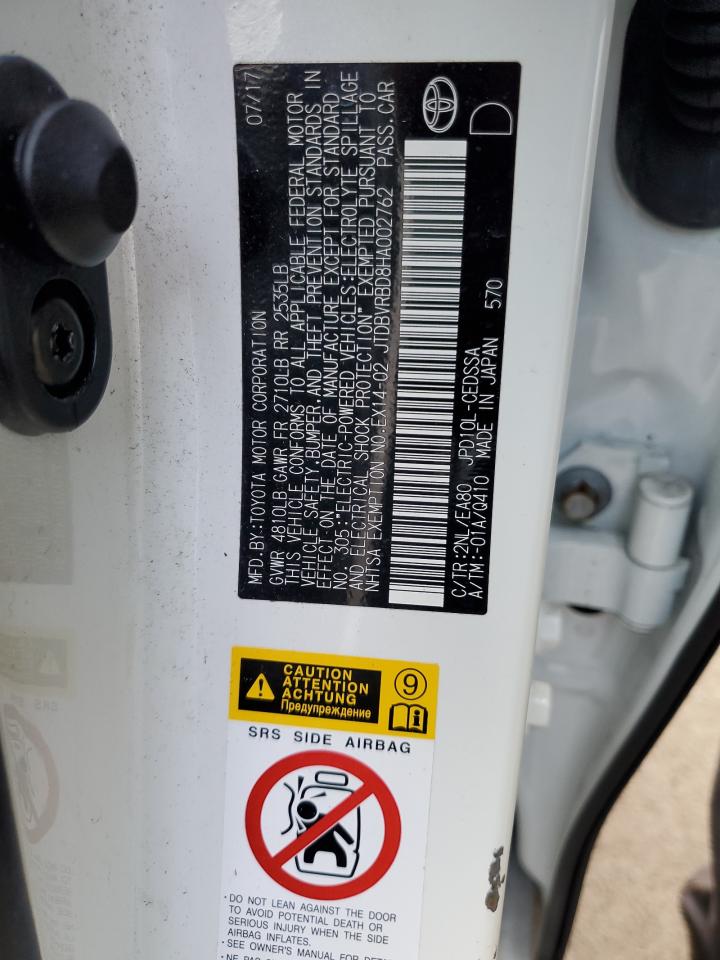 07/17
MFD.BY:TOYOTA MOTOR CORPORATION
GVWR 4810LB GAWR FR 2710LB RR 2535LB
THIS VEHICLE CONFORMS TO ALL APPLICABLE FEDERAL MOTOR
VEHICLE SAFETY,BUMPER,AND THEFT PREVENTION STANDARDS IN
EFFECT ON THE DATE OF MANUFACTURE EXCEPT FOR STANDARD
NO. 305:"ELECTRIC-POWERED VEHICLES:ELECTROLYTE SPILLAGE
AND ELECTRICAL SHOCK PROTECTION" EXEMPTED PURSUANT TO
NHTSA EXEMPTION NO.EX14-02 JTDBVRBD8HA002762 PASS.CAR
C/TR:2NL/EA80 JPD10L-CEDSSA
A/TM:-01A/Q410 MADE IN JAPAN 570
D
CAUTION
ATTENTION
ACHTUNG
Предупреждение
9
SRS SIDE AIRBAG
· DO NOT LEAN AGAINST THE DOOR
TO AVOID POTENTIAL DEATH OR
SERIOUS INJURY WHEN THE SIDE
AIRBAG INFLATES.
· SEE OWNER'S MANUAL FOR
· NE PAS